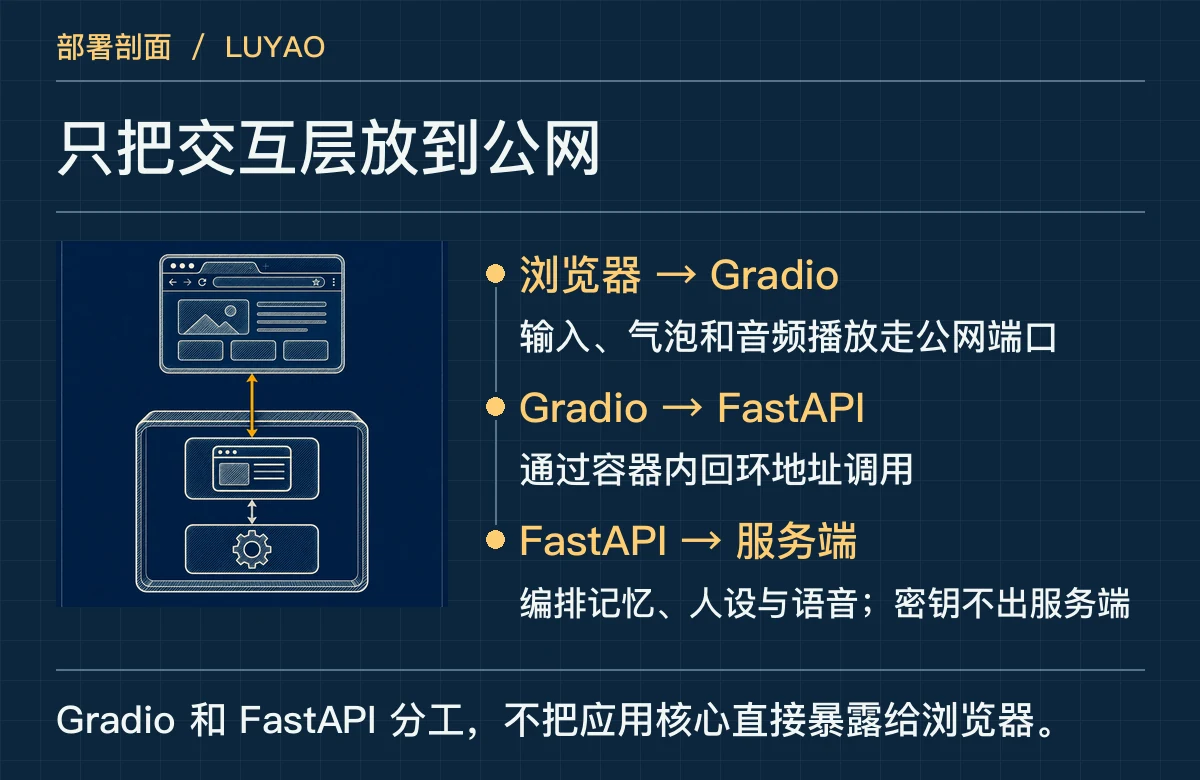 部署剖面 / LUYAO
只把交互层放到公网
浏览器 → Gradio
输入、气泡和音频播放走公网端口
Gradio → FastAPI
通过容器内回环地址调用
FastAPI → 服务端
编排记忆、人设与语音；密钥不出服务端
Gradio 和 FastAPI 分工，不把应用核心直接暴露给浏览器。